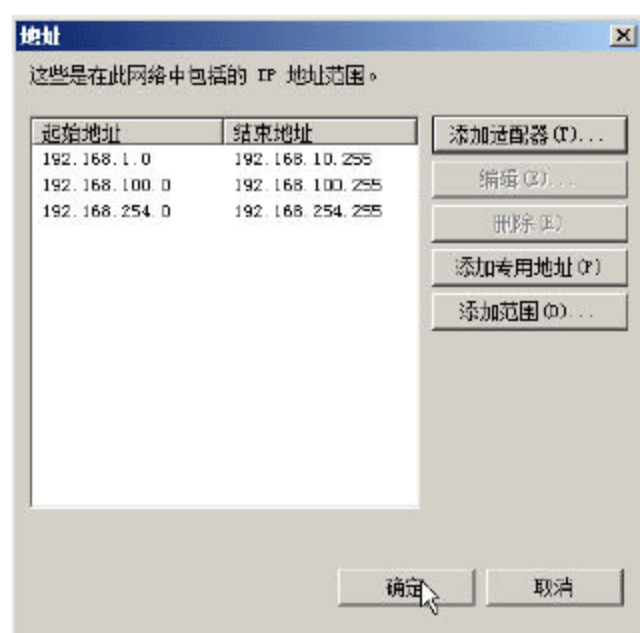 地址
这些是在此网络中包括的 IP 地址范围。
起始地址 结束地址
192.168.1.0 192.168.10.255
192.168.100.0 192.168.100.255
192.168.254.0 192.168.254.255
添加适配器(T)...
编辑(E)...
删除(R)
添加专用地址(P)
添加范围(D)...
确定
取消